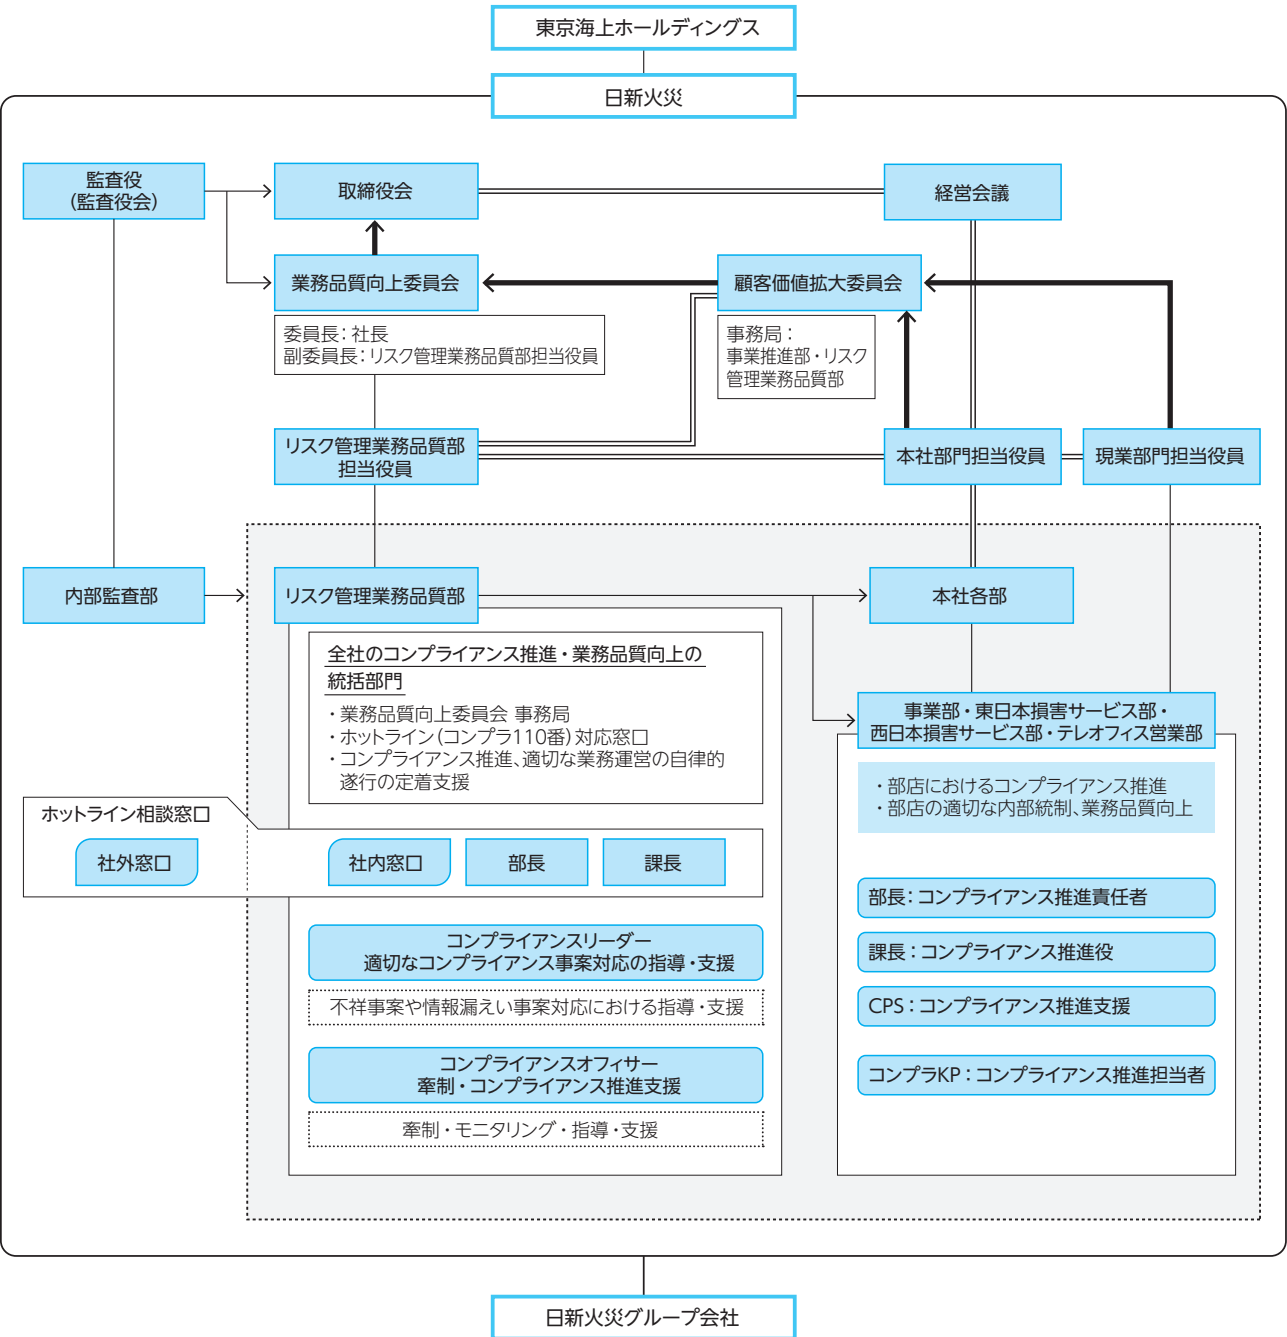 東京海上ホールディングス
日新火災
監査役
(監査役会)
取締役会
経営会議
業務品質向上委員会
顧客価値拡大委員会
委員長：社長
副委員長：リスク管理業務品質部担当役員
事務局：
事業推進部・リスク
管理業務品質部
リスク管理業務品質部
担当役員
本社部門担当役員
現業部門担当役員
内部監査部
リスク管理業務品質部
本社各部
全社のコンプライアンス推進・業務品質向上の
統括部門
・業務品質向上委員会 事務局
・ホットライン(コンプラ110番)対応窓口
・コンプライアンス推進、適切な業務運営の自律的
遂行の定着支援
事業部・東日本損害サービス部・
西日本損害サービス部・テレオフィス営業部
・部店におけるコンプライアンス推進
・部店の適切な内部統制、業務品質向上
ホットライン相談窓口
社外窓口
社内窓口
部長
課長
部長：コンプライアンス推進責任者
課長：コンプライアンス推進役
CPS：コンプライアンス推進支援
コンプラKP：コンプライアンス推進担当者
コンプライアンスリーダー
適切なコンプライアンス事案対応の指導・支援
不祥事案や情報漏えい事案対応における指導・支援
コンプライアンスオフィサー
牽制・コンプライアンス推進支援
牽制・モニタリング・指導・支援
日新火災グループ会社